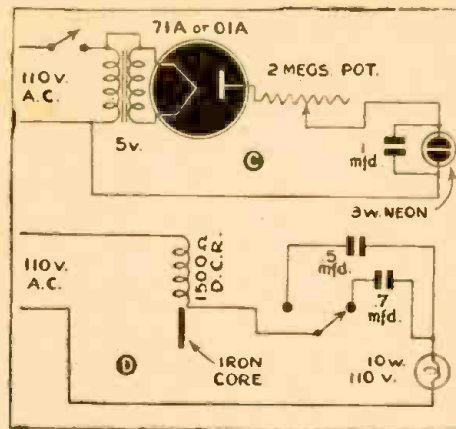 71A or 01A
2 MEGS. POT.
110 v.
A.C.
5v.
C
1
mfd.
3w. NEON
110 v.
A.C.
1500 Ω
D.C.R.
.5
mfd.
.7
mfd.
D
IRON
CORE
10 w.
110 v.